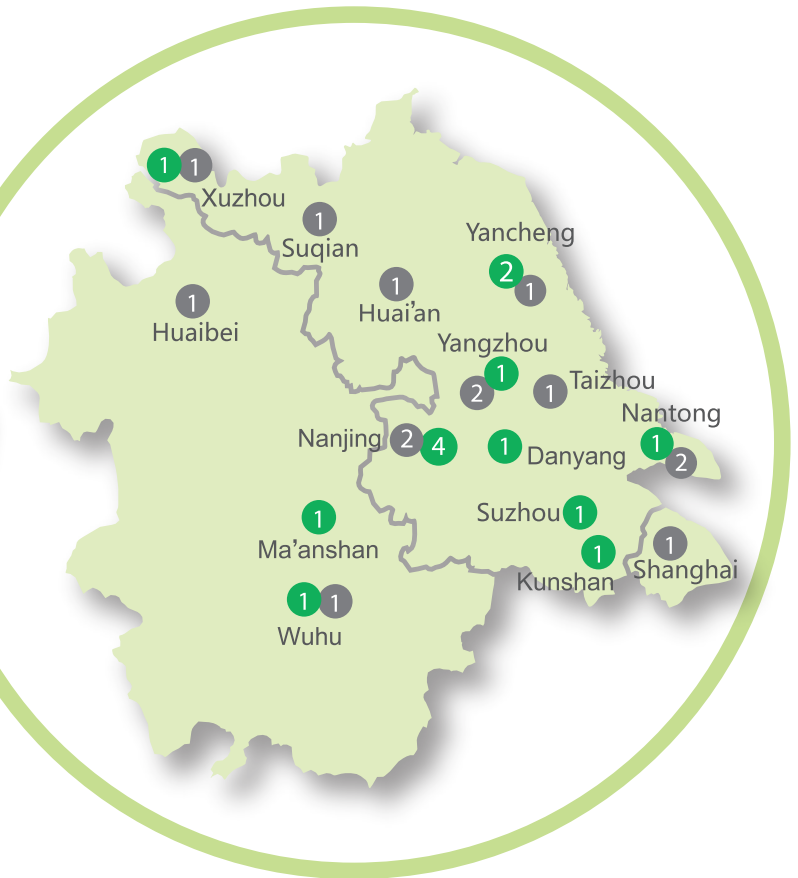 1 1
Xuzhou
1
Suqian
Yancheng
2
1
1
Huai’an
1
Huaibei
Yangzhou
1
2
1
Taizhou
Nantong
1
2
Nanjing 2 4
1
Danyang
Suzhou 1
1
Kunshan
1
Shanghai
1
Ma’anshan
1 1
Wuhu